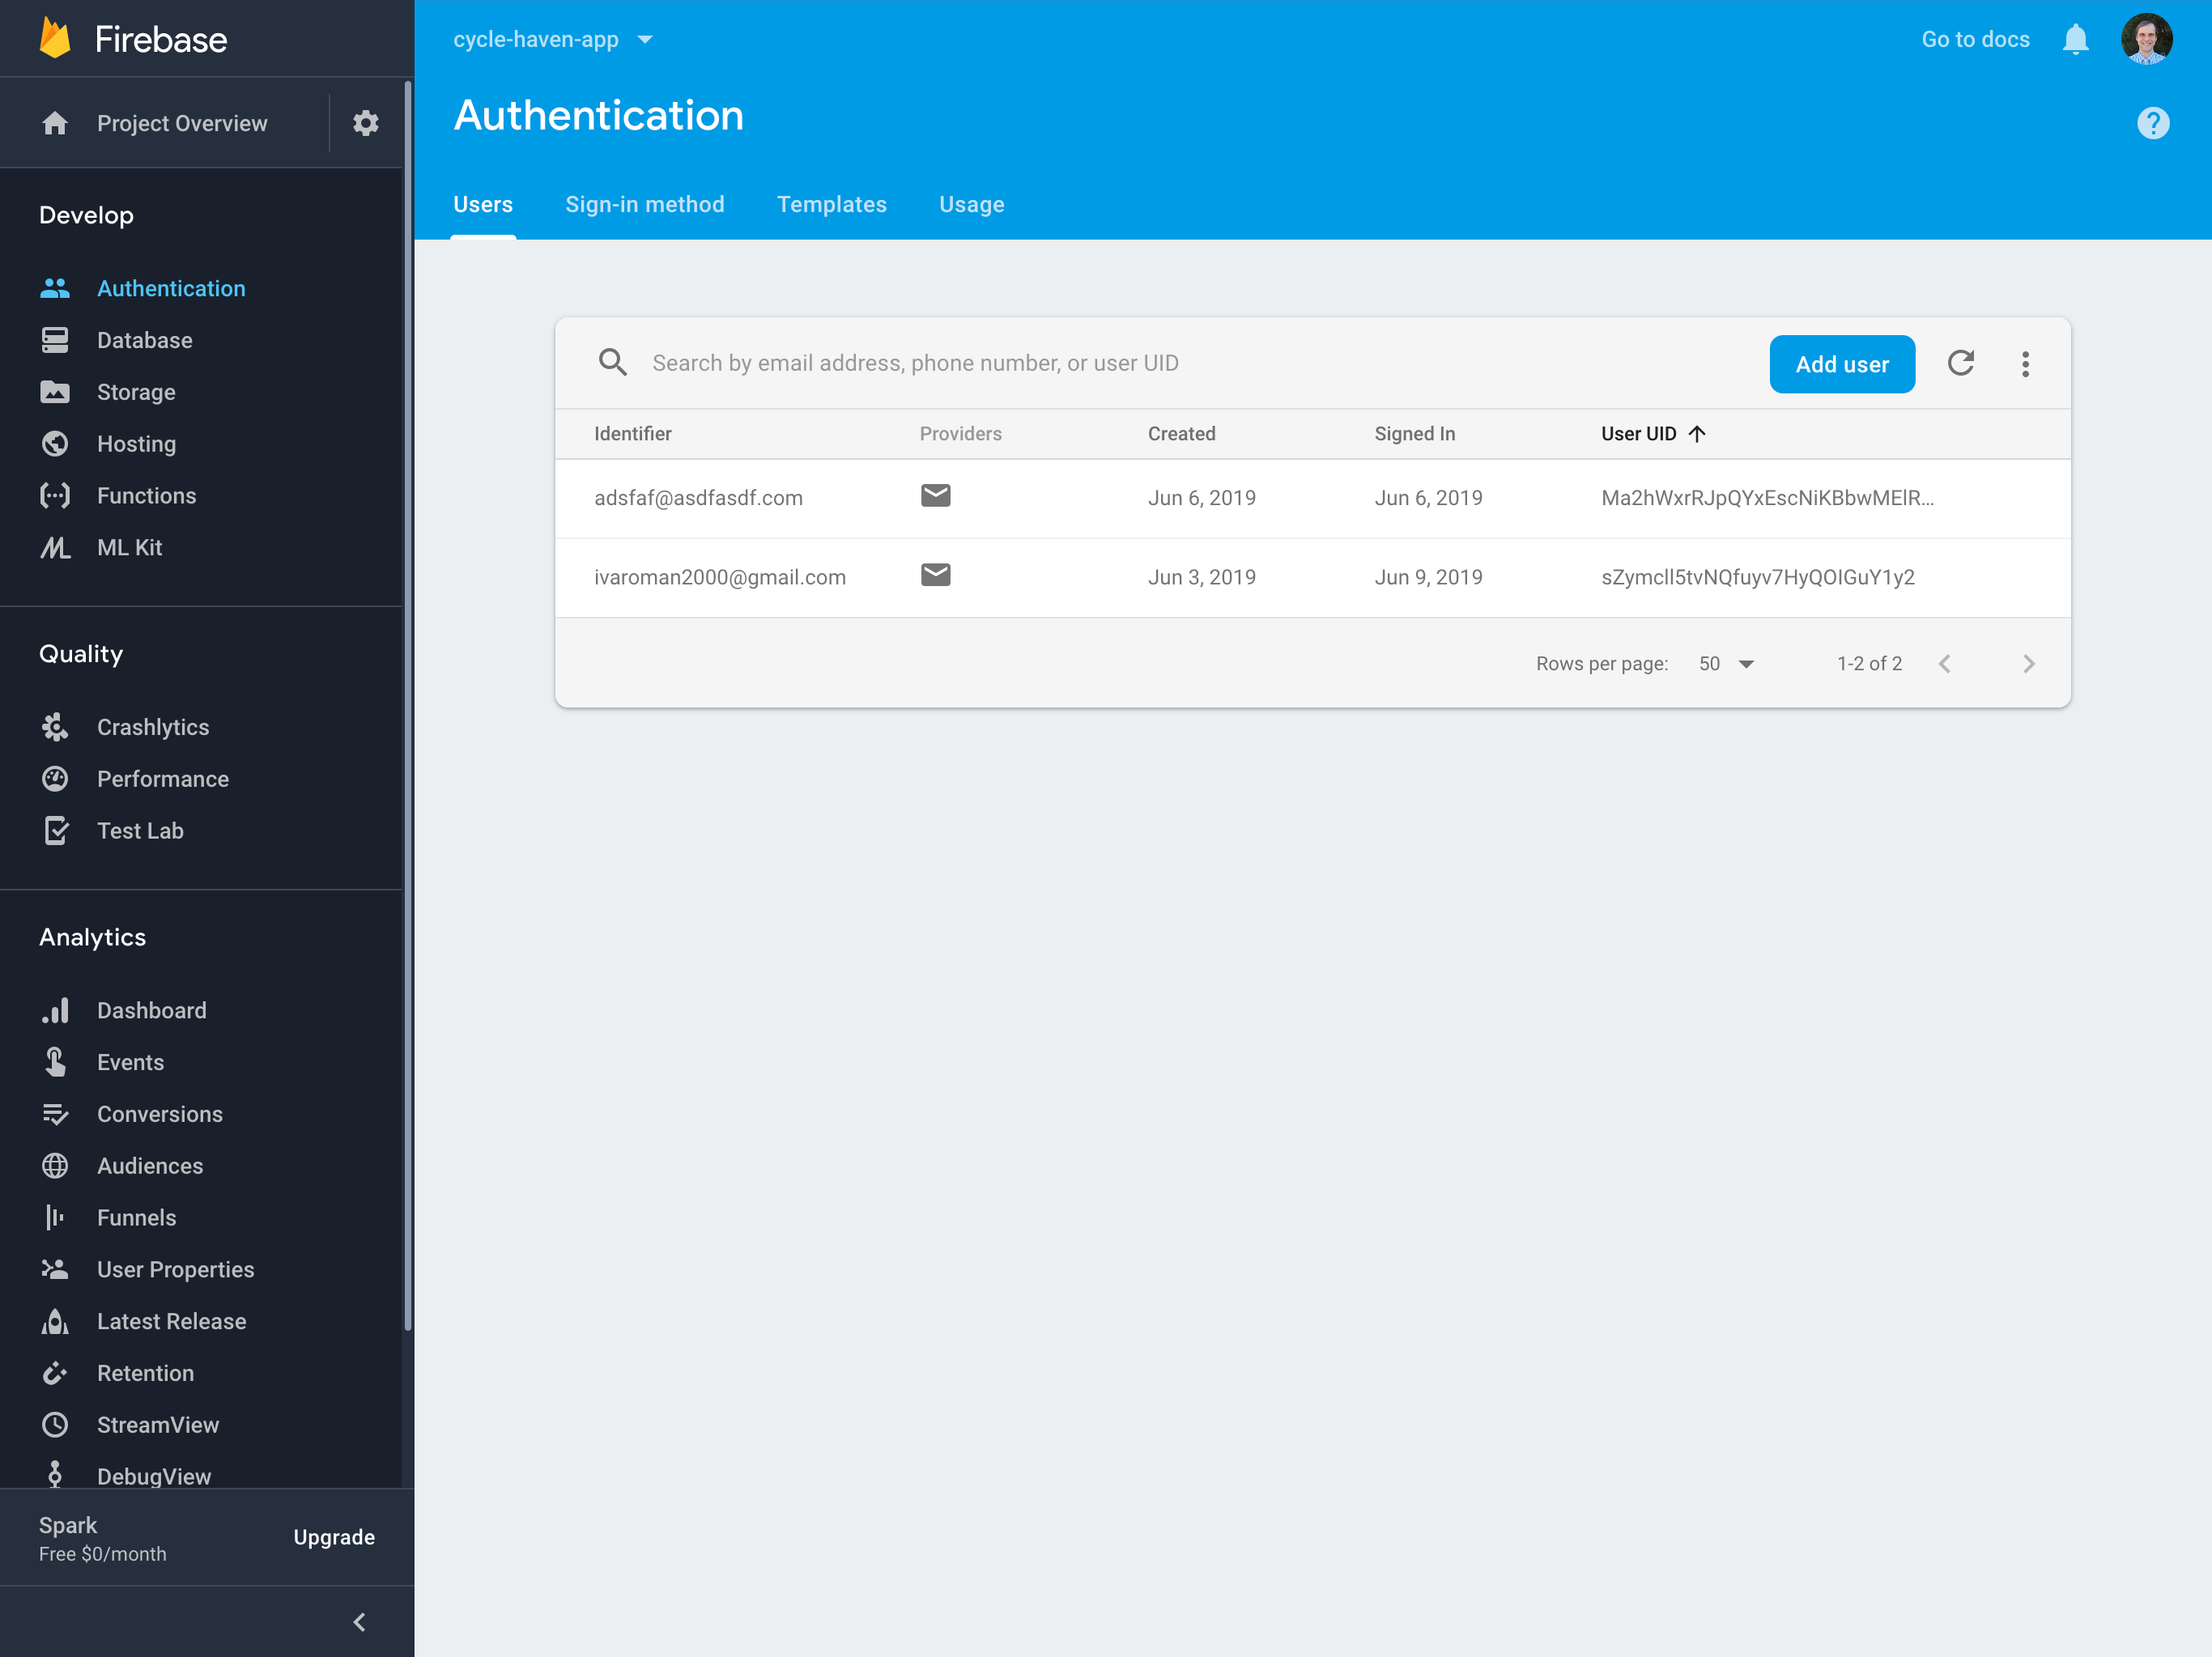 Firebase
Project Overview
Develop
Authentication
Database
Storage
Hosting
Functions
ML Kit
Quality
Crashlytics
Performance
Test Lab
Analytics
Dashboard
Events
Conversions
Audiences
Funnels
User Properties
Latest Release
Retention
StreamView
DebugView
Spark
Free $0/month
Upgrade
cycle-haven-app
Go to docs
Authentication
Users Sign-in method Templates Usage
Search by email address, phone number, or user UID
Add user
Identifier Providers Created Signed In User UID
adsfaf@asdfasdf.com Jun 6, 2019 Jun 6, 2019 Ma2hWxrRJpQYxEscNiKBbwMElR...
ivaroman2000@gmail.com Jun 3, 2019 Jun 9, 2019 sZymcll5tvNQfuyv7HyQOIGuY1y2
Rows per page: 50 1-2 of 2